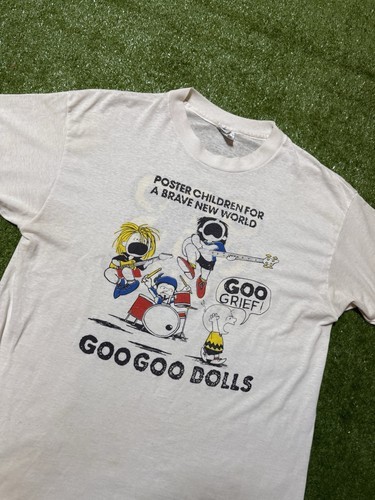 POSTER CHILDREN FOR
A BRAVE NEW WORLD
GOO
GRIEF!
GOO GOO DOLLS